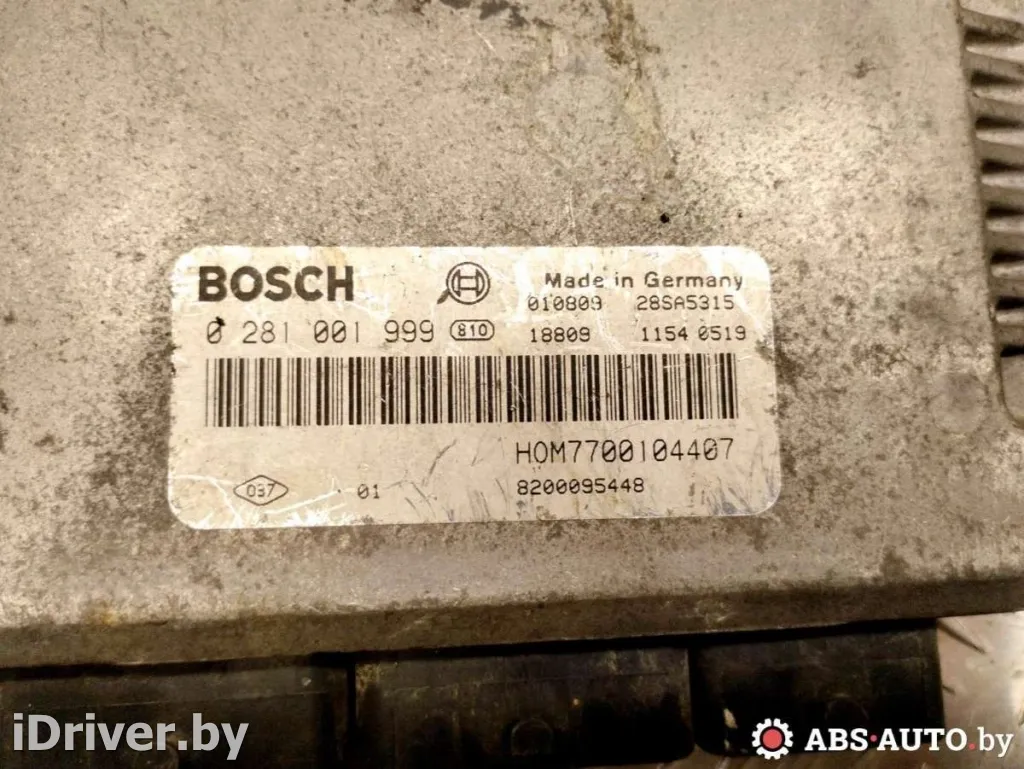 BOSCH
Made in Germany
010809 28SA5315
0 281 001 999 810
18809 1154 0519
HOM7700104407
037 01
8200095448
iDriver.by
ABS-AUTO.by